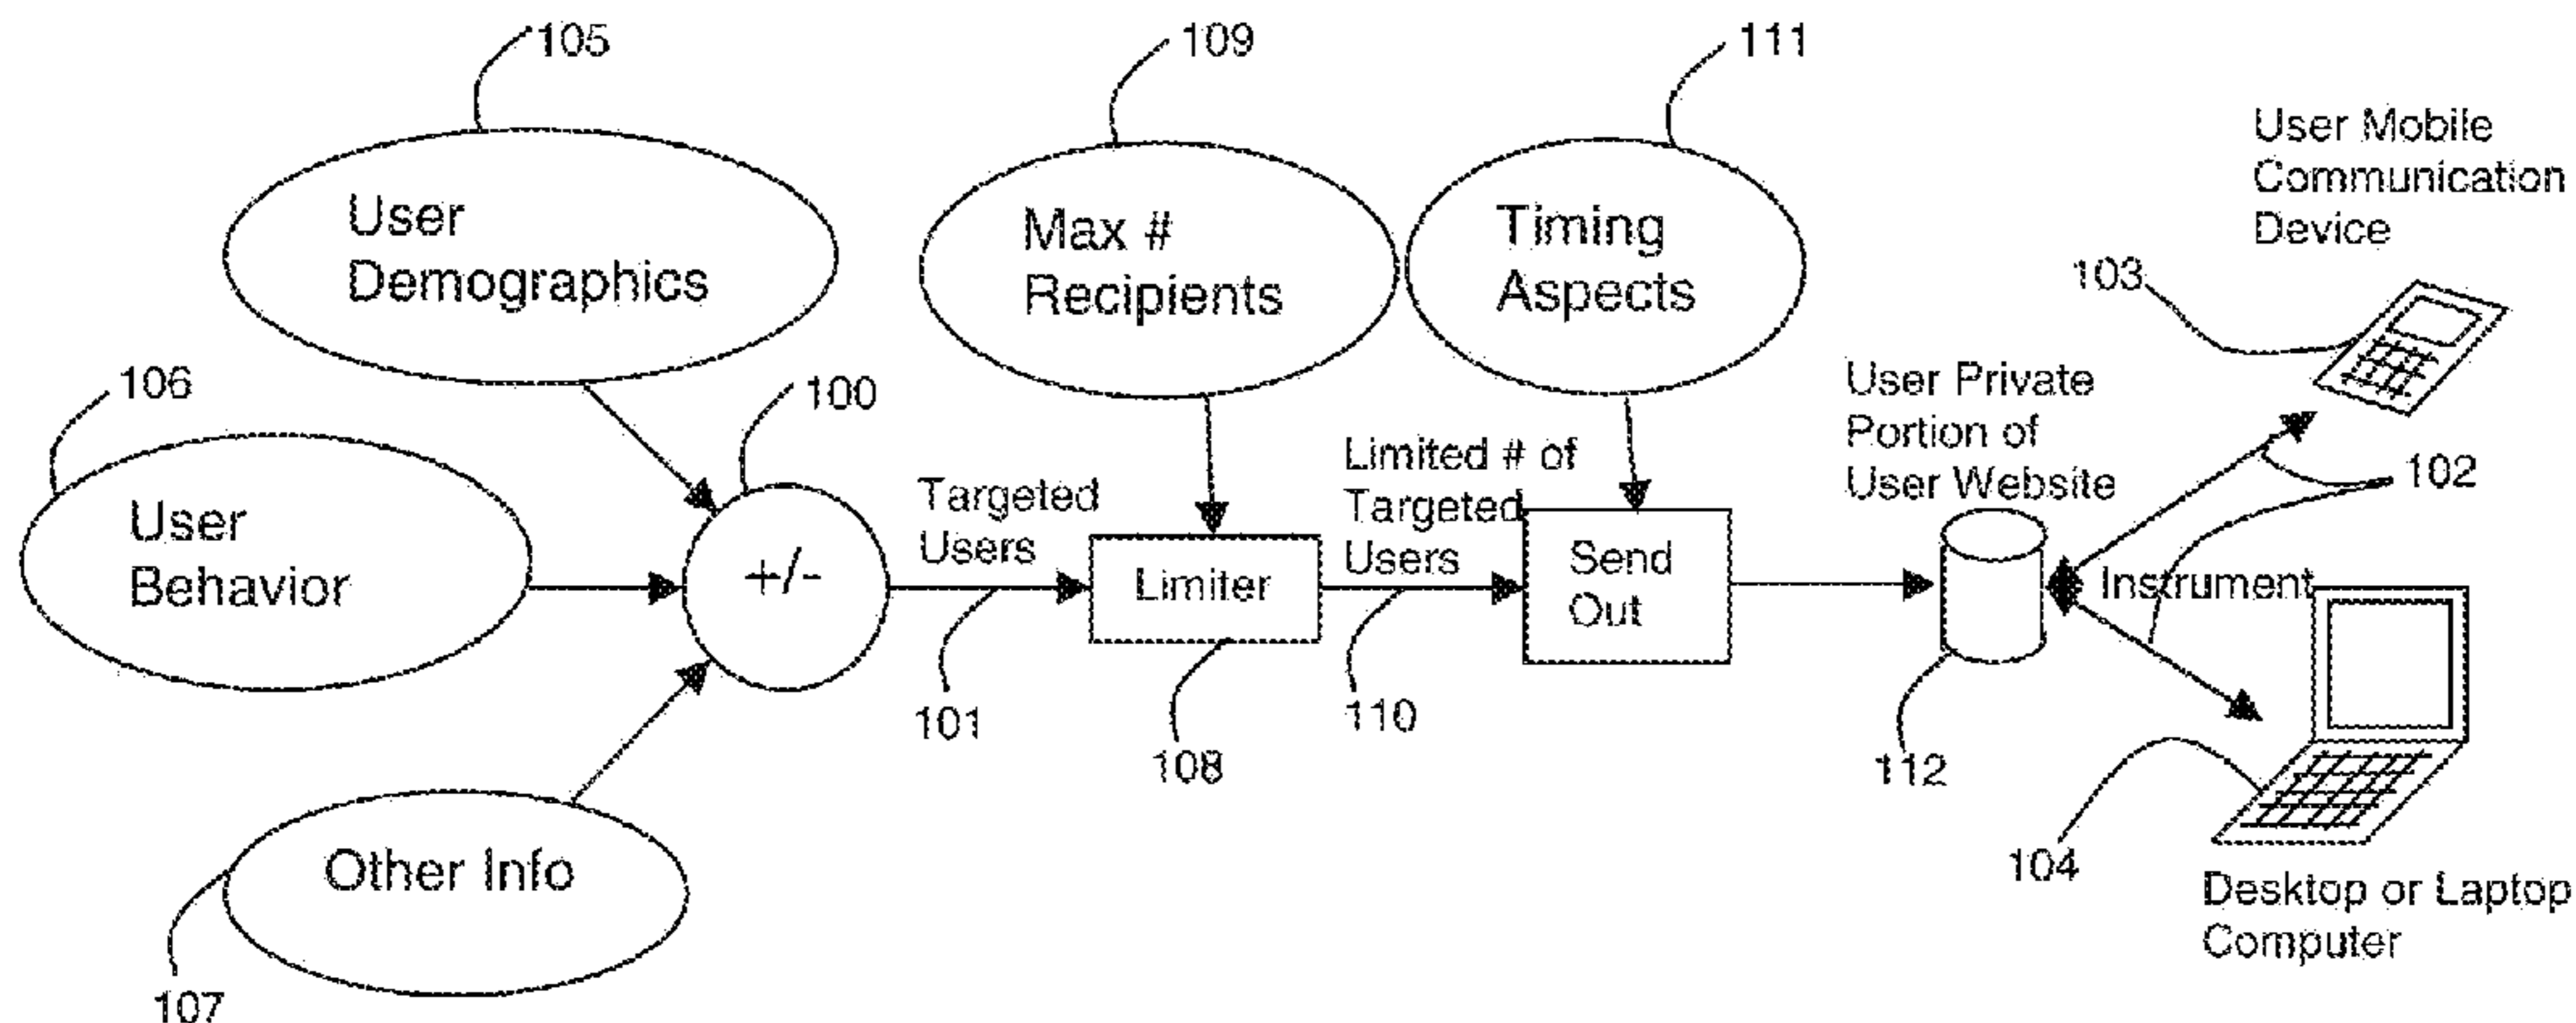 105
109
111
User Mobile
Communication
Device
User
Demographics
Max #
Recipients
Timing
Aspects
103
106
100
User Private
Portion of
User Website
Limited # of
Targeted
Users
102
Targeted
Users
User
Behavior
+/-
Limiter
Send
Out
Instrument
101
110
108
112
104
Other Info
Desktop or Laptop
Computer
107